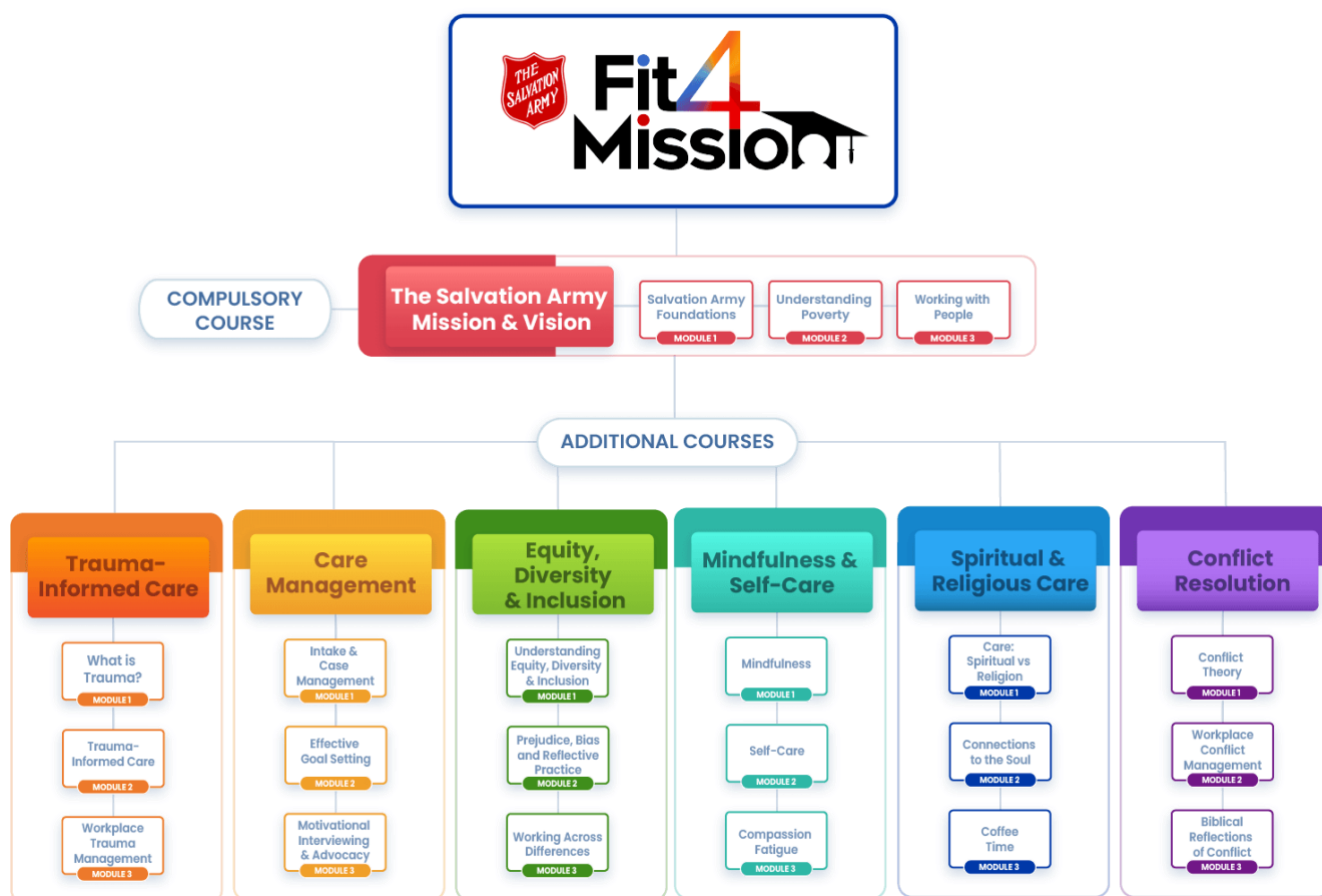 THE
SALVATION
ARMY
Fit4
Mission
COMPULSORY
COURSE
The Salvation Army
Mission & Vision
Salvation Army
Foundations
MODULE 1
Understanding
Poverty
MODULE 2
Working with
People
MODULE 3
ADDITIONAL COURSES
Trauma-
Informed Care
What is
Trauma?
MODULE 1
Trauma-
Informed Care
MODULE 2
Workplace
Trauma
Management
MODULE 3
Care
Management
Intake &
Case
Management
MODULE 1
Effective
Goal Setting
MODULE 2
Motivational
Interviewing
& Advocacy
MODULE 3
Equity,
Diversity
& Inclusion
Understanding
Equity, Diversity
& Inclusion
MODULE 1
Prejudice, Bias
and Reflective
Practice
MODULE 2
Working Across
Differences
MODULE 3
Mindfulness &
Self-Care
Mindfulness
MODULE 1
Self-Care
MODULE 2
Compassion
Fatigue
MODULE 3
Spiritual &
Religious Care
Care:
Spiritual vs
Religion
MODULE 1
Connections
to the Soul
MODULE 2
Coffee
Time
MODULE 3
Conflict
Resolution
Conflict
Theory
MODULE 1
Workplace
Conflict
Management
MODULE 2
Biblical
Reflections
of Conflict
MODULE 3